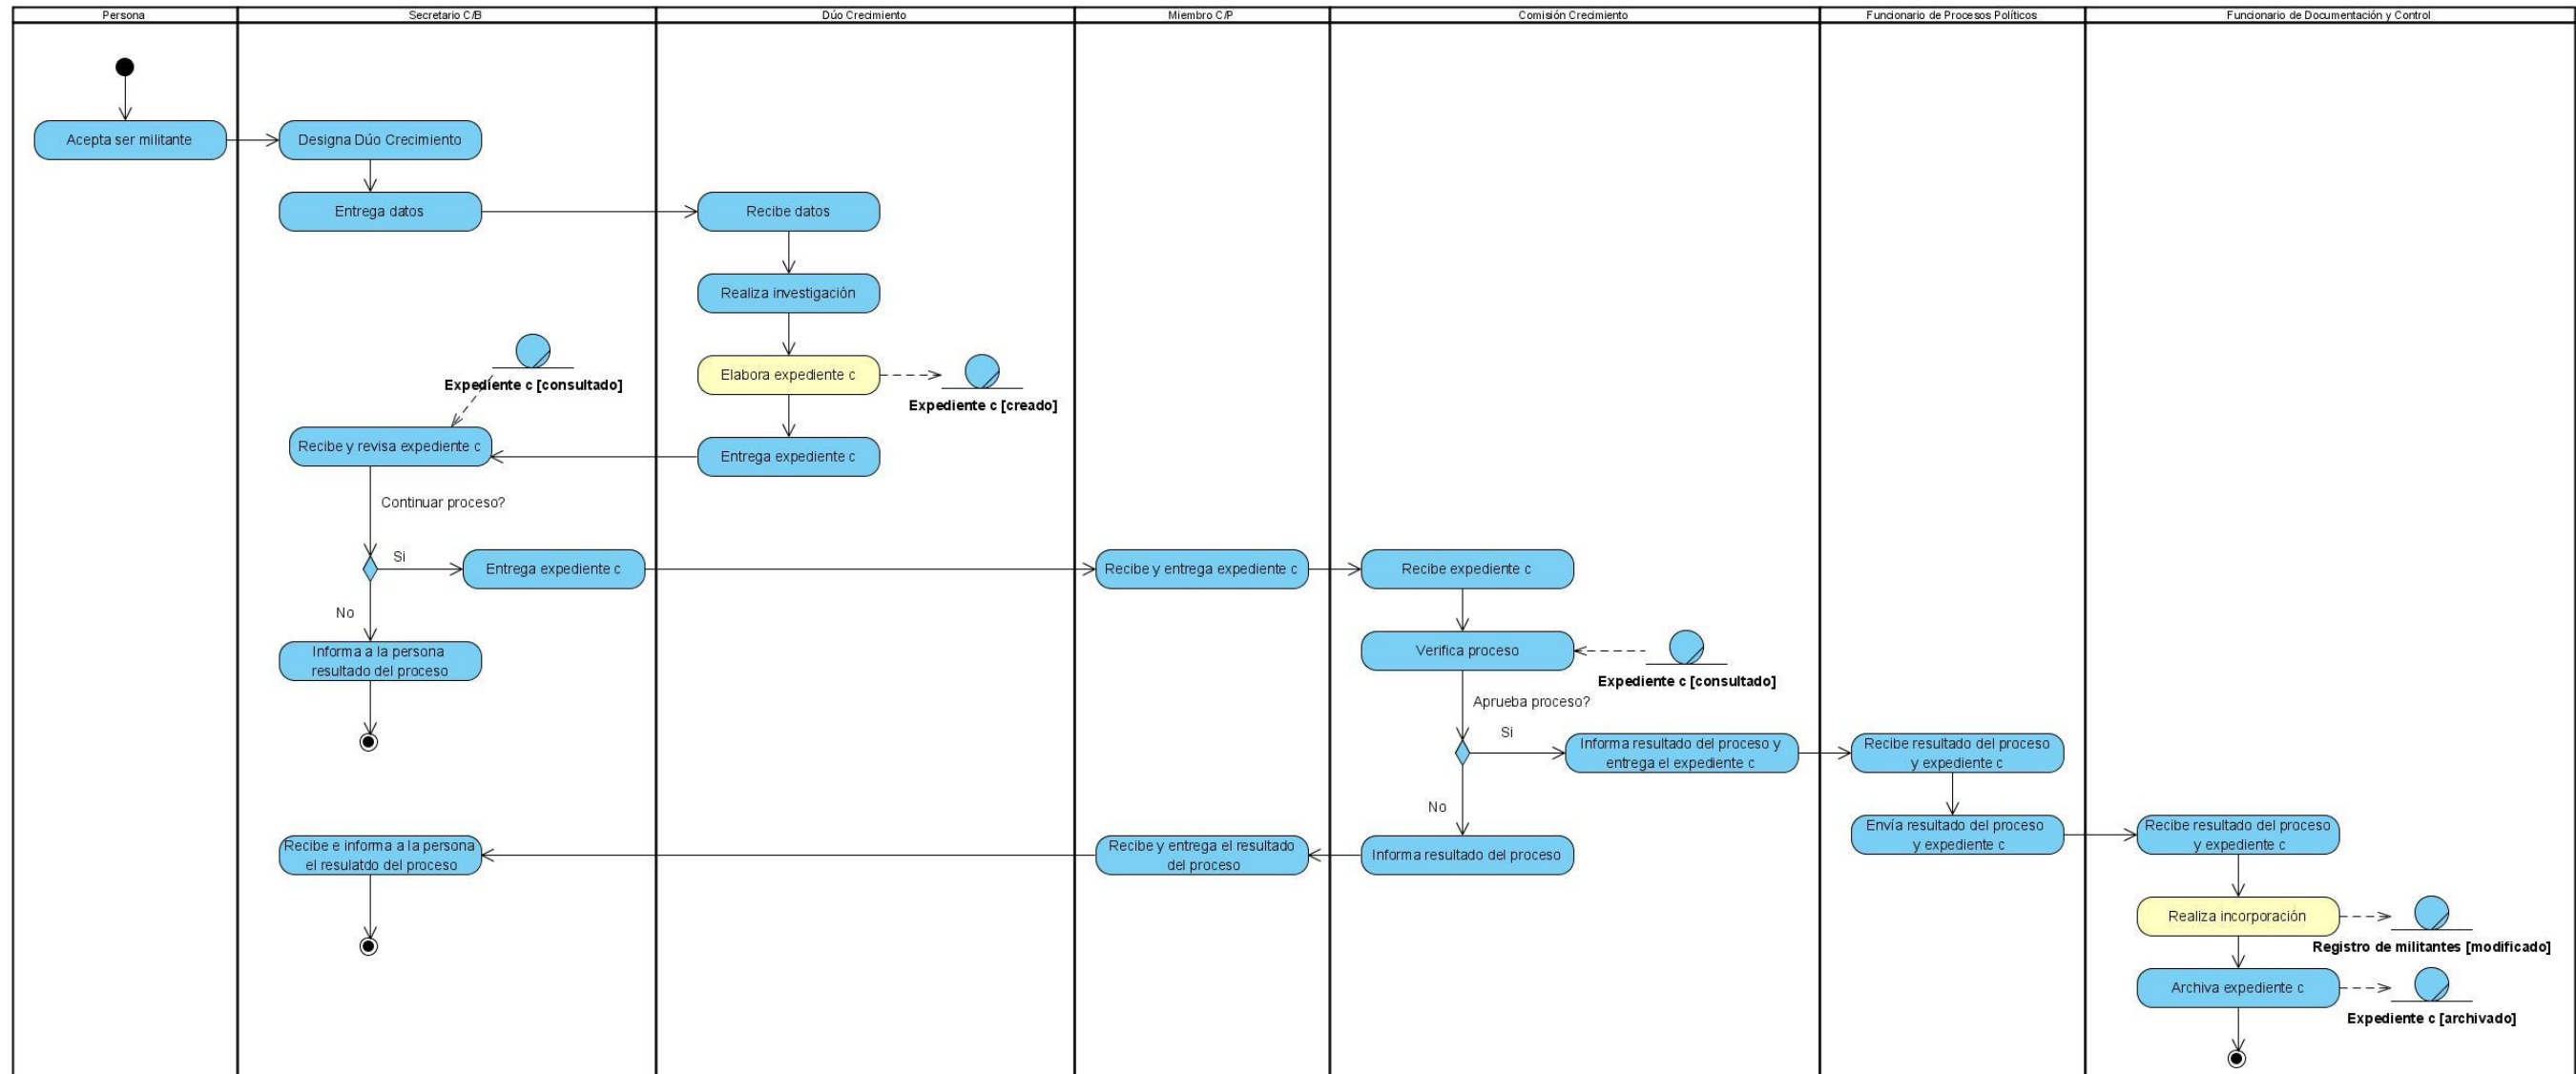 Persona
Secretario C/B
Dúo Crecimiento
Miembro C/P
Comisión Crecimiento
Funcionario de Procesos Políticos
Funcionario de Documentación y Control
Acepta ser militante
Designa Dúo Crecimiento
Entrega datos
Recibe datos
Realiza investigación
Elabora expediente c
Expediente c [creado]
Expediente c [consultado]
Recibe y revisa expediente c
Entrega expediente c
Continuar proceso?
Si
Entrega expediente c
Recibe y entrega expediente c
Recibe expediente c
No
Informa a la persona
resultado del proceso
Verifica proceso
Expediente c [consultado]
Aprueba proceso?
Si
Informa resultado del proceso y
entrega el expediente c
Recibe resultado del proceso
y expediente c
No
Envía resultado del proceso
y expediente c
Recibe resultado del proceso
y expediente c
Recibe e informa a la persona
el resulatdo del proceso
Recibe y entrega el resultado
del proceso
Informa resultado del proceso
Realiza incorporación
Registro de militantes [modificado]
Archiva expediente c
Expediente c [archivado]